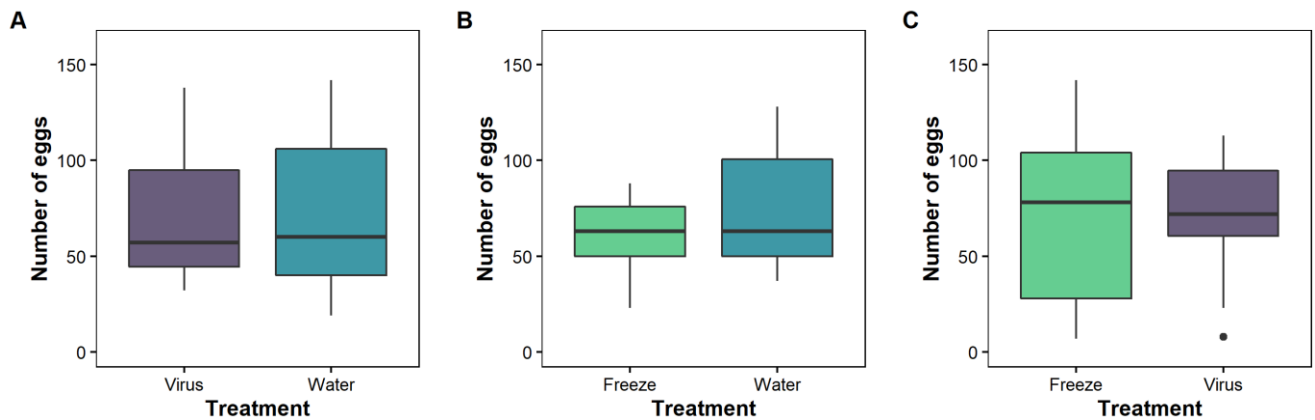 A
Number of eggs
150
100
50
0
Virus
Water
Treatment
B
Number of eggs
150
100
50
0
Freeze
Water
Treatment
C
Number of eggs
150
100
50
0
Freeze
Virus
Treatment